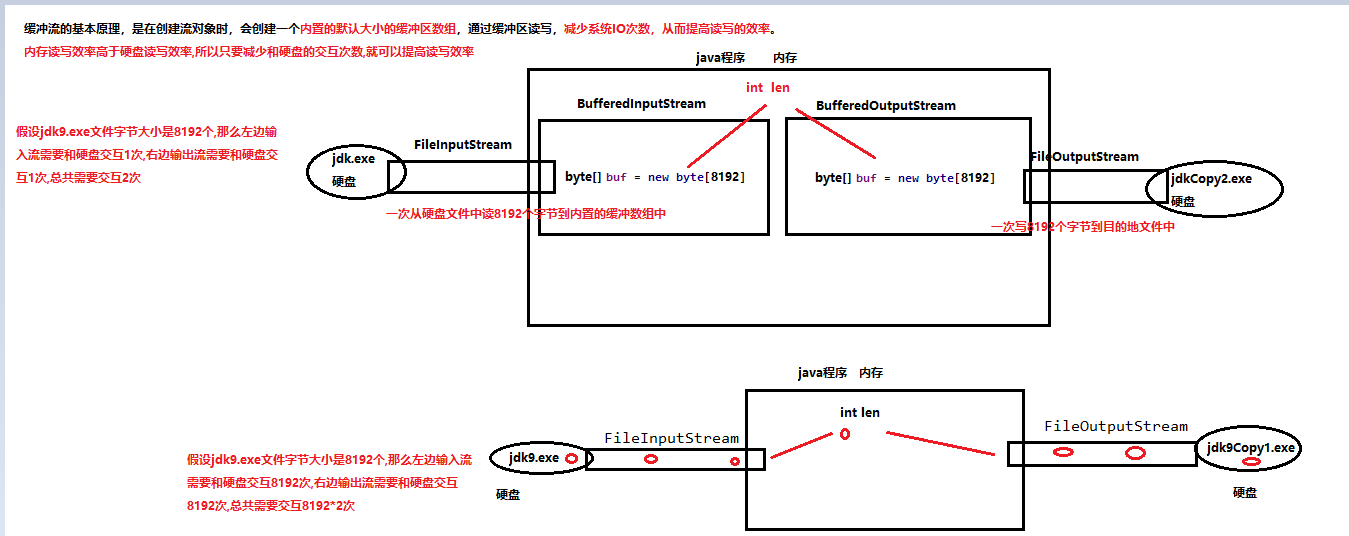 缓冲流的基本原理，是在创建流对象时，会创建一个内置的默认大小的缓冲区数组，通过缓冲区读写，减少系统IO次数，从而提高读写的效率。
内存读写效率高于硬盘读写效率,所以只要减少和硬盘的交互次数,就可以提高读写效率
java程序 内存
int len
BufferedInputStream
BufferedOutputStream
假设jdk9.exe文件字节大小是8192个,那么左边输
入流需要和硬盘交互1次,右边输出流需要和硬盘交
互1次,总共需要交互2次
FileInputStream
FileOutputStream
jdk.exe
硬盘
byte[] buf = new byte[8192]
byte[] buf = new byte[8192]
jdkCopy2.exe
硬盘
一次从硬盘文件中读8192个字节到内置的缓冲数组中
一次写8192个字节到目的地文件中
java程序 内存
int len
FileInputStream
FileOutputStream
jdk9.exe
jdk9Copy1.exe
假设jdk9.exe文件字节大小是8192个,那么左边输入流
需要和硬盘交互8192次,右边输出流需要和硬盘交互
8192次,总共需要交互8192*2次
硬盘
硬盘